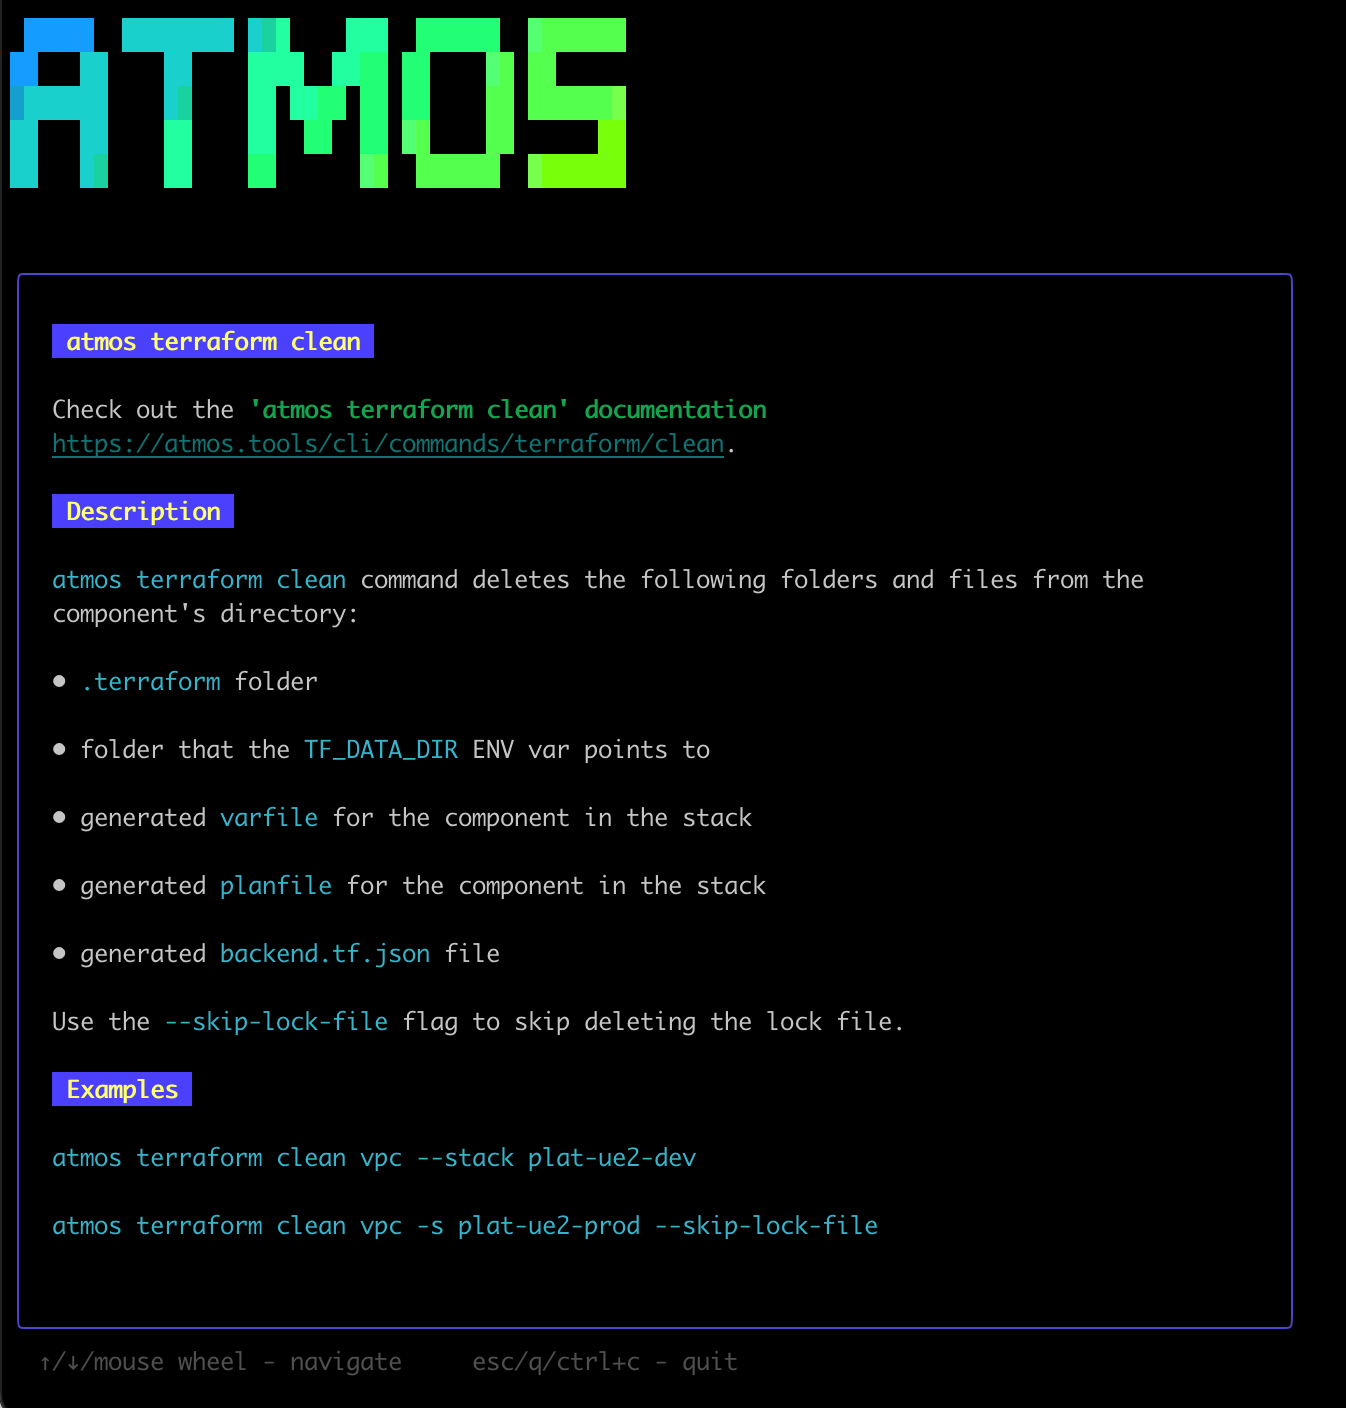 ATMOS
atmos terraform clean
Check out the 'atmos terraform clean' documentation
https://atmos.tools/cli/commands/terraform/clean.
Description
atmos terraform clean command deletes the following folders and files from the
component's directory:
• .terraform folder
• folder that the TF_DATA_DIR ENV var points to
• generated varfile for the component in the stack
• generated planfile for the component in the stack
• generated backend.tf.json file
Use the --skip-lock-file flag to skip deleting the lock file.
Examples
atmos terraform clean vpc --stack plat-ue2-dev
atmos terraform clean vpc -s plat-ue2-prod --skip-lock-file
↑/↓/mouse wheel - navigate     esc/q/ctrl+c - quit